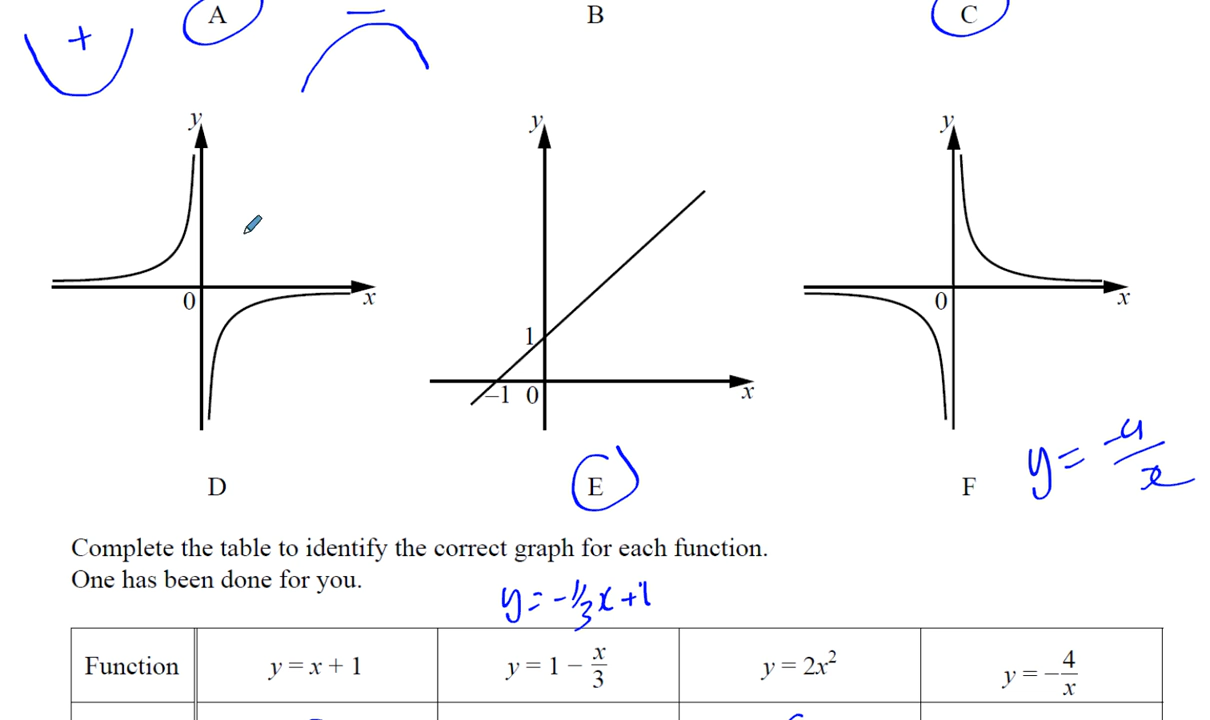 A B C
+ −
y y y
0 x 1 0 x
–1 0 x
D E F
y = -4/x
Complete the table to identify the correct graph for each function.
One has been done for you.
y = -1/3 x + 1
Function y = x + 1 y = 1 − x/3 y = 2x² y = −4/x